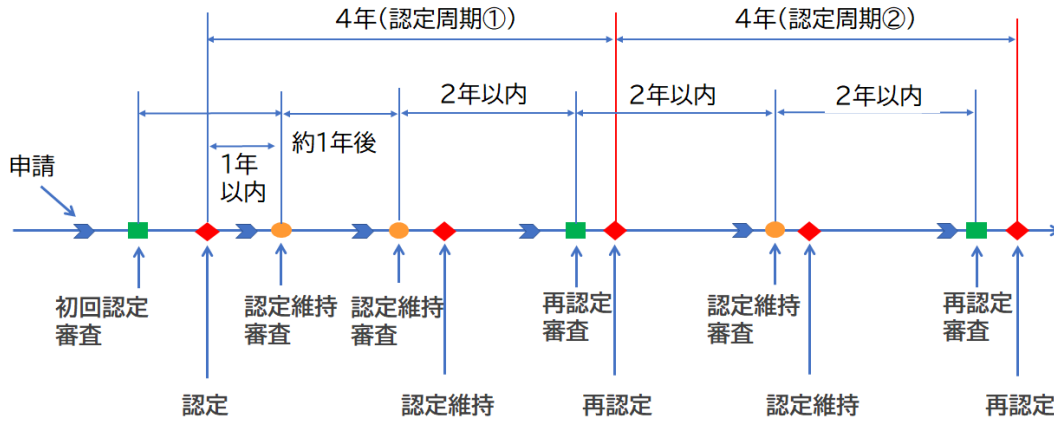 4年(認定周期①)
4年(認定周期②)
2年以内
2年以内
2年以内
約1年後
1年
以内
申請
初回認定
審査
認定維持
審査
認定維持
審査
再認定
審査
認定維持
審査
再認定
審査
認定
認定維持
再認定
認定維持
再認定